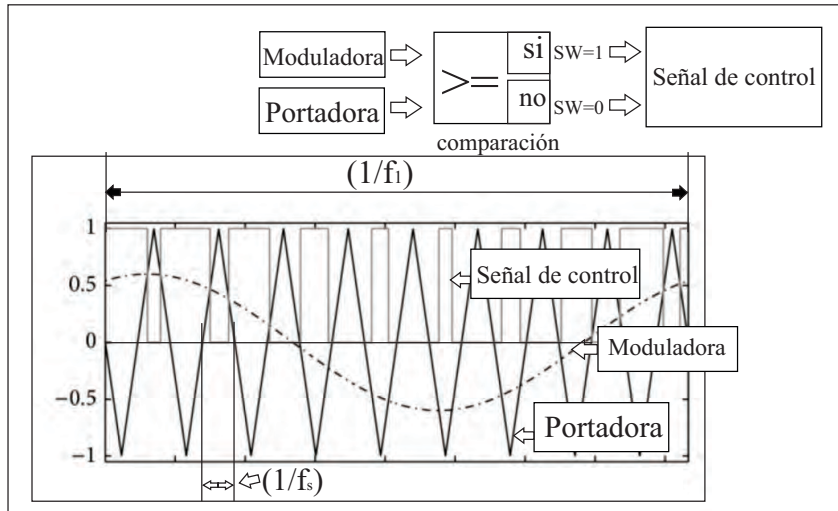 Moduladora
Portadora
>=
si
no
SW=1
SW=0
Señal de control
comparación
(1/f₁)
1
0.5
0
−0.5
−1
Señal de control
Moduladora
Portadora
(1/fₛ)